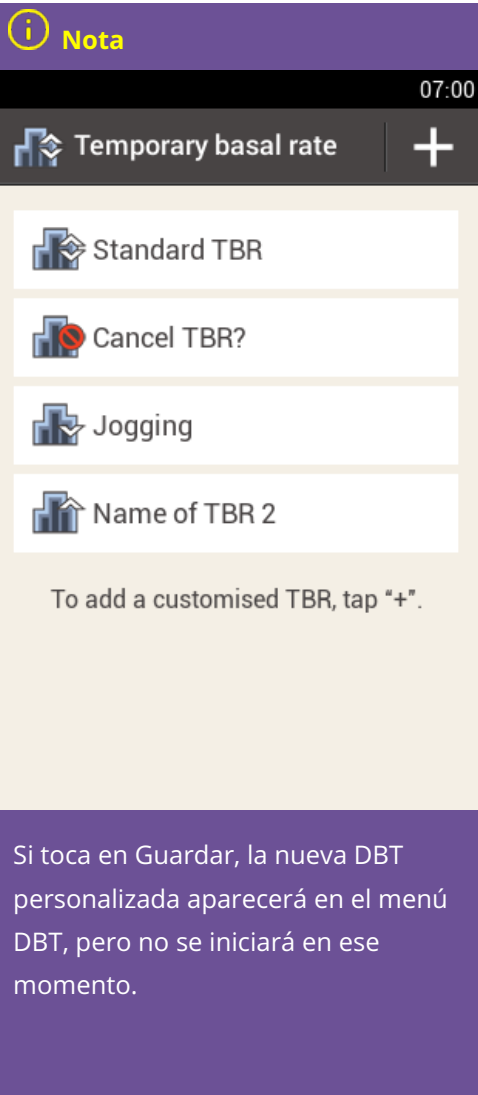 Nota
07:00
Temporary basal rate
Standard TBR
Cancel TBR?
Jogging
Name of TBR 2
To add a customised TBR, tap “+”.
Si toca en Guardar, la nueva DBT
personalizada aparecerá en el menú
DBT, pero no se iniciará en ese
momento.